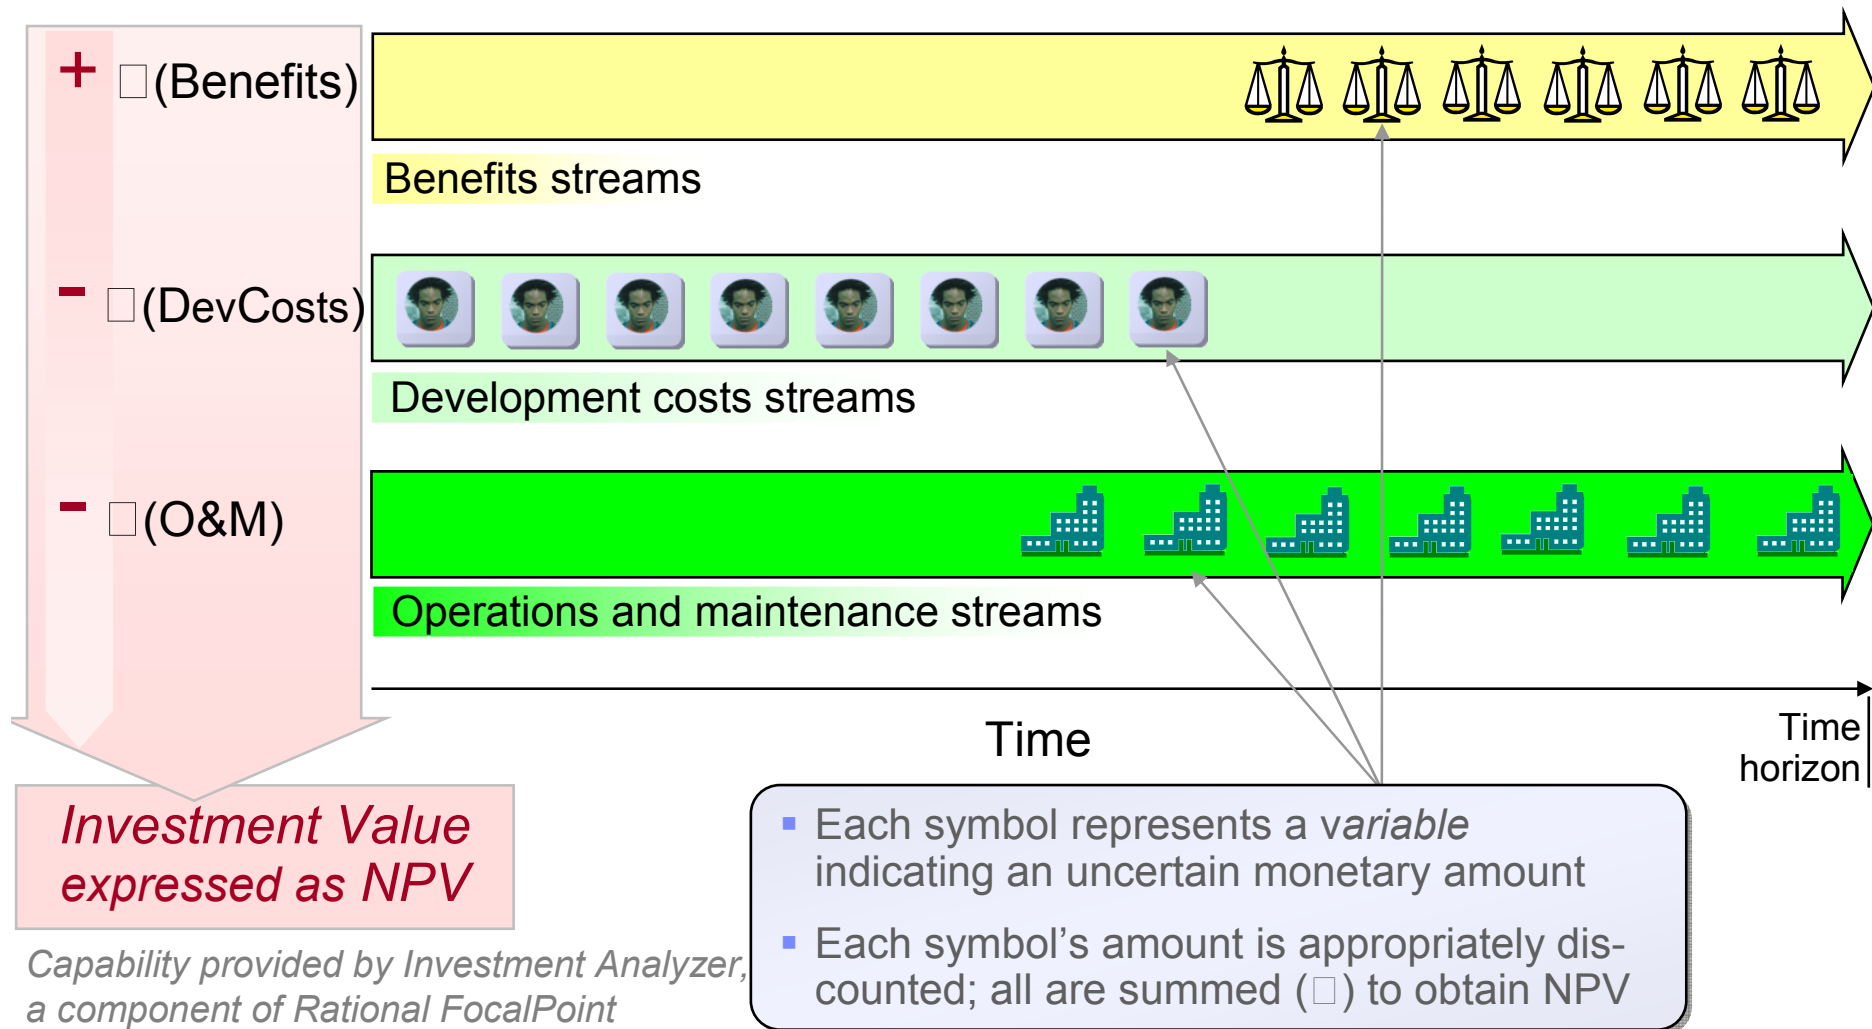 + □(Benefits)
Benefits streams
- □(DevCosts)
Development costs streams
- □(O&M)
Operations and maintenance streams
Time
Time
horizon
Investment Value
expressed as NPV
Capability provided by Investment Analyzer,
a component of Rational FocalPoint
▪ Each symbol represents a variable
indicating an uncertain monetary amount
▪ Each symbol’s amount is appropriately dis-
counted; all are summed (□) to obtain NPV